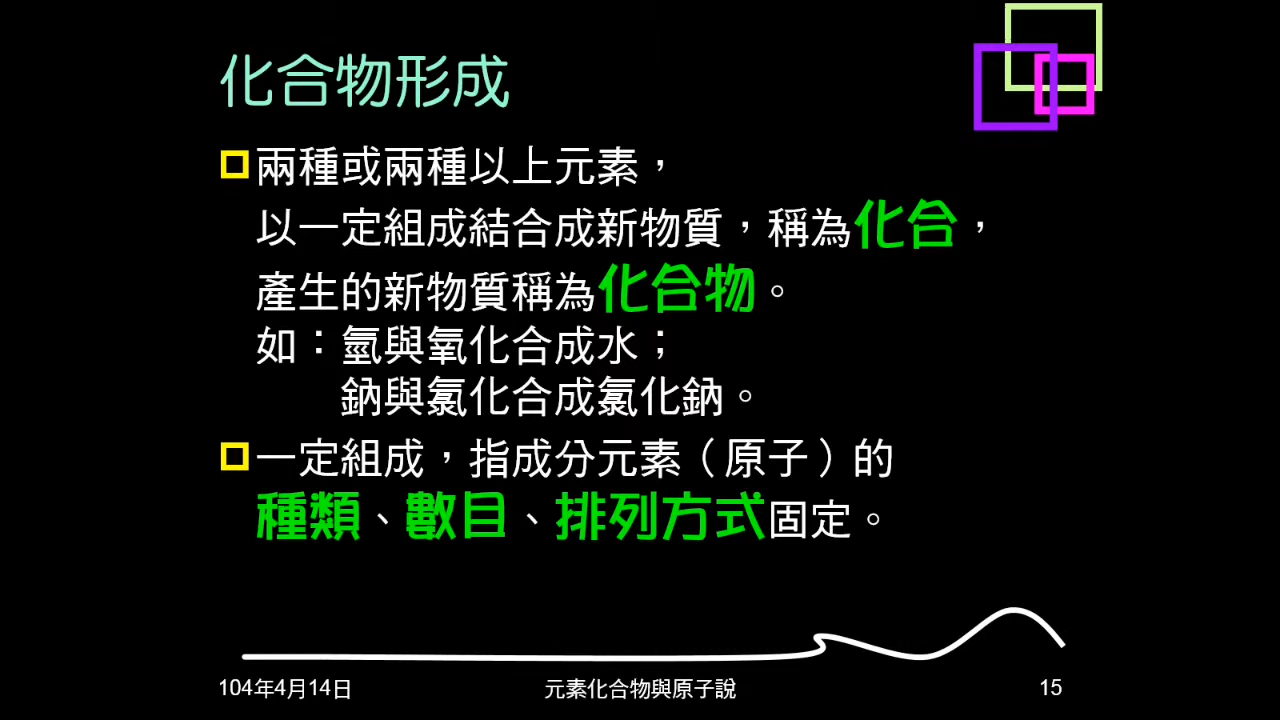 化合物形成
兩種或兩種以上元素，
以一定組成結合成新物質，稱為化合，
產生的新物質稱為化合物。
如：氫與氧化合成水；
鈉與氯化合成氯化鈉。
一定組成，指成分元素（原子）的
種類、數目、排列方式固定。
104年4月14日
元素化合物與原子說
15